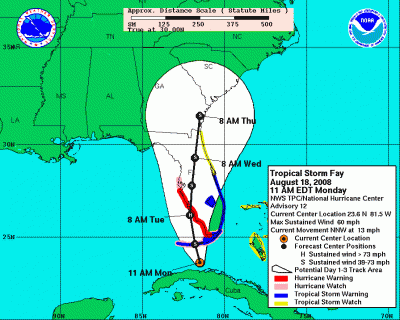 Approx. Distance Scale ( Statute Miles )
SM 125 250 375 500
True at 30.00N
NOAA
35N
TN
NC
SC
MS
AL
GA
LA
8 AM Thu
30N
FL
8 AM Wed
8 AM Tue
25N
11 AM Mon
Cuba
90W
85W
80W
75W
Tropical Storm Fay
August 18, 2008
11 AM EDT Monday
NWS TPC/National Hurricane Center
Advisory 12
Current Center Location 23.6 N 81.5 W
Max Sustained Wind 60 mph
Current Movement NNW at 13 mph
Current Center Location
Forecast Center Positions
H Sustained wind > 73 mph
S Sustained wind 39-73 mph
Potential Day 1-3 Track Area
Hurricane Warning
Hurricane Watch
Tropical Storm Warning
Tropical Storm Watch